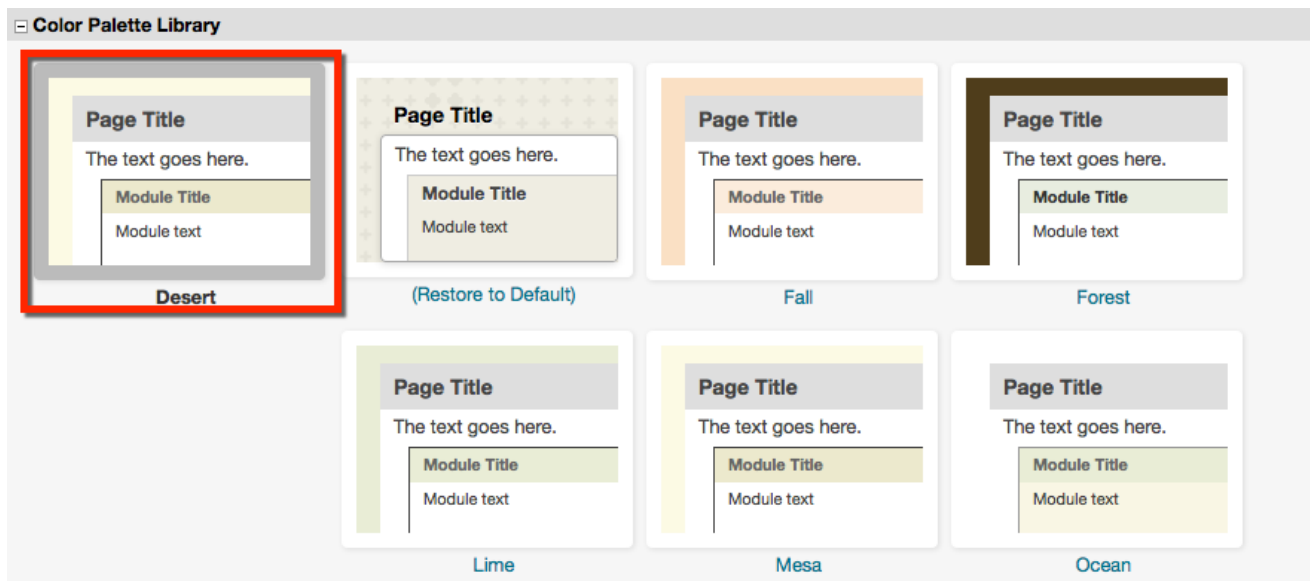 Color Palette Library
Page Title
The text goes here.
Module Title
Module text
Desert
Page Title
The text goes here.
Module Title
Module text
(Restore to Default)
Page Title
The text goes here.
Module Title
Module text
Fall
Page Title
The text goes here.
Module Title
Module text
Forest
Page Title
The text goes here.
Module Title
Module text
Lime
Page Title
The text goes here.
Module Title
Module text
Mesa
Page Title
The text goes here.
Module Title
Module text
Ocean